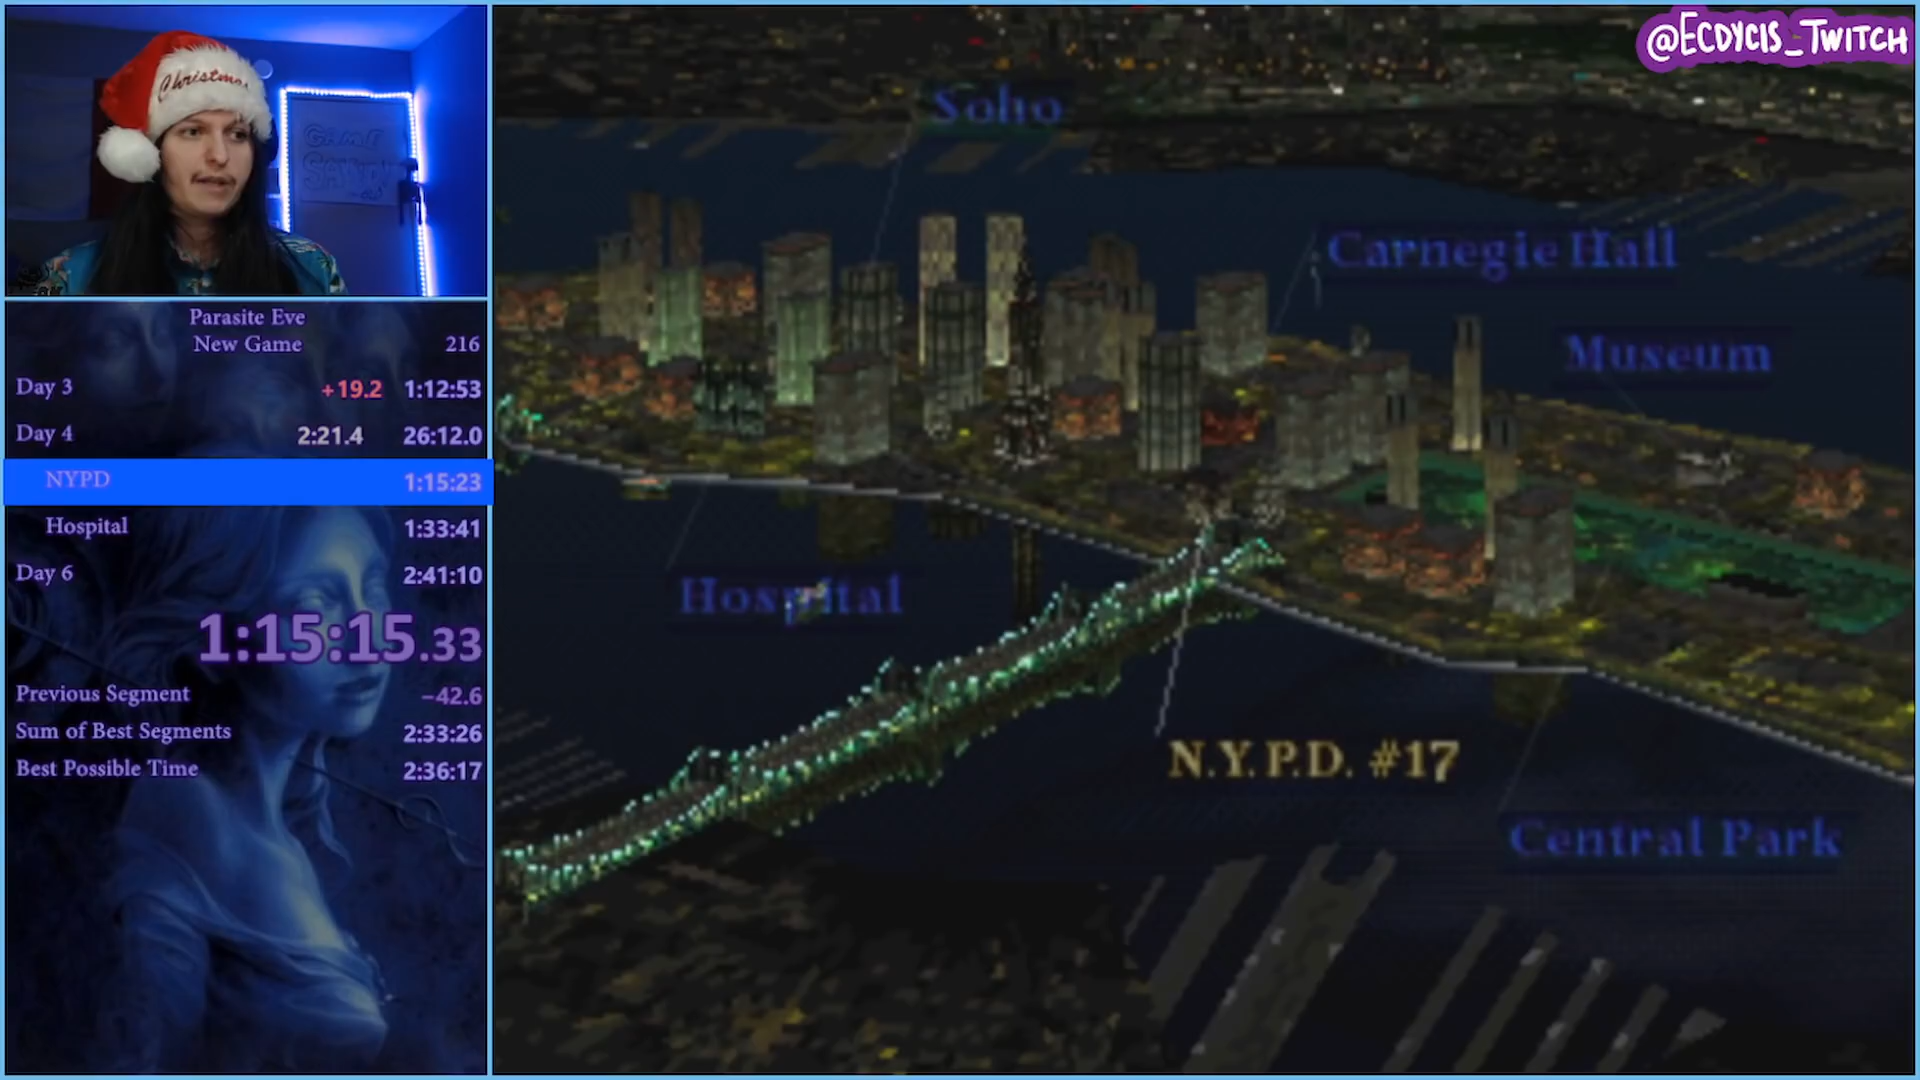 @Ecdycis_Twitch
Christmas
GAME
Parasite Eve
New Game
216
Day 3 +19.2 1:12:53
Day 4 2:21.4 26:12.0
NYPD 1:15:23
Hospital 1:33:41
Day 6 2:41:10
1:15:15.33
Previous Segment -42.6
Sum of Best Segments 2:33:26
Best Possible Time 2:36:17
Soho
Carnegie Hall
Museum
Hospital
N.Y.P.D. #17
Central Park